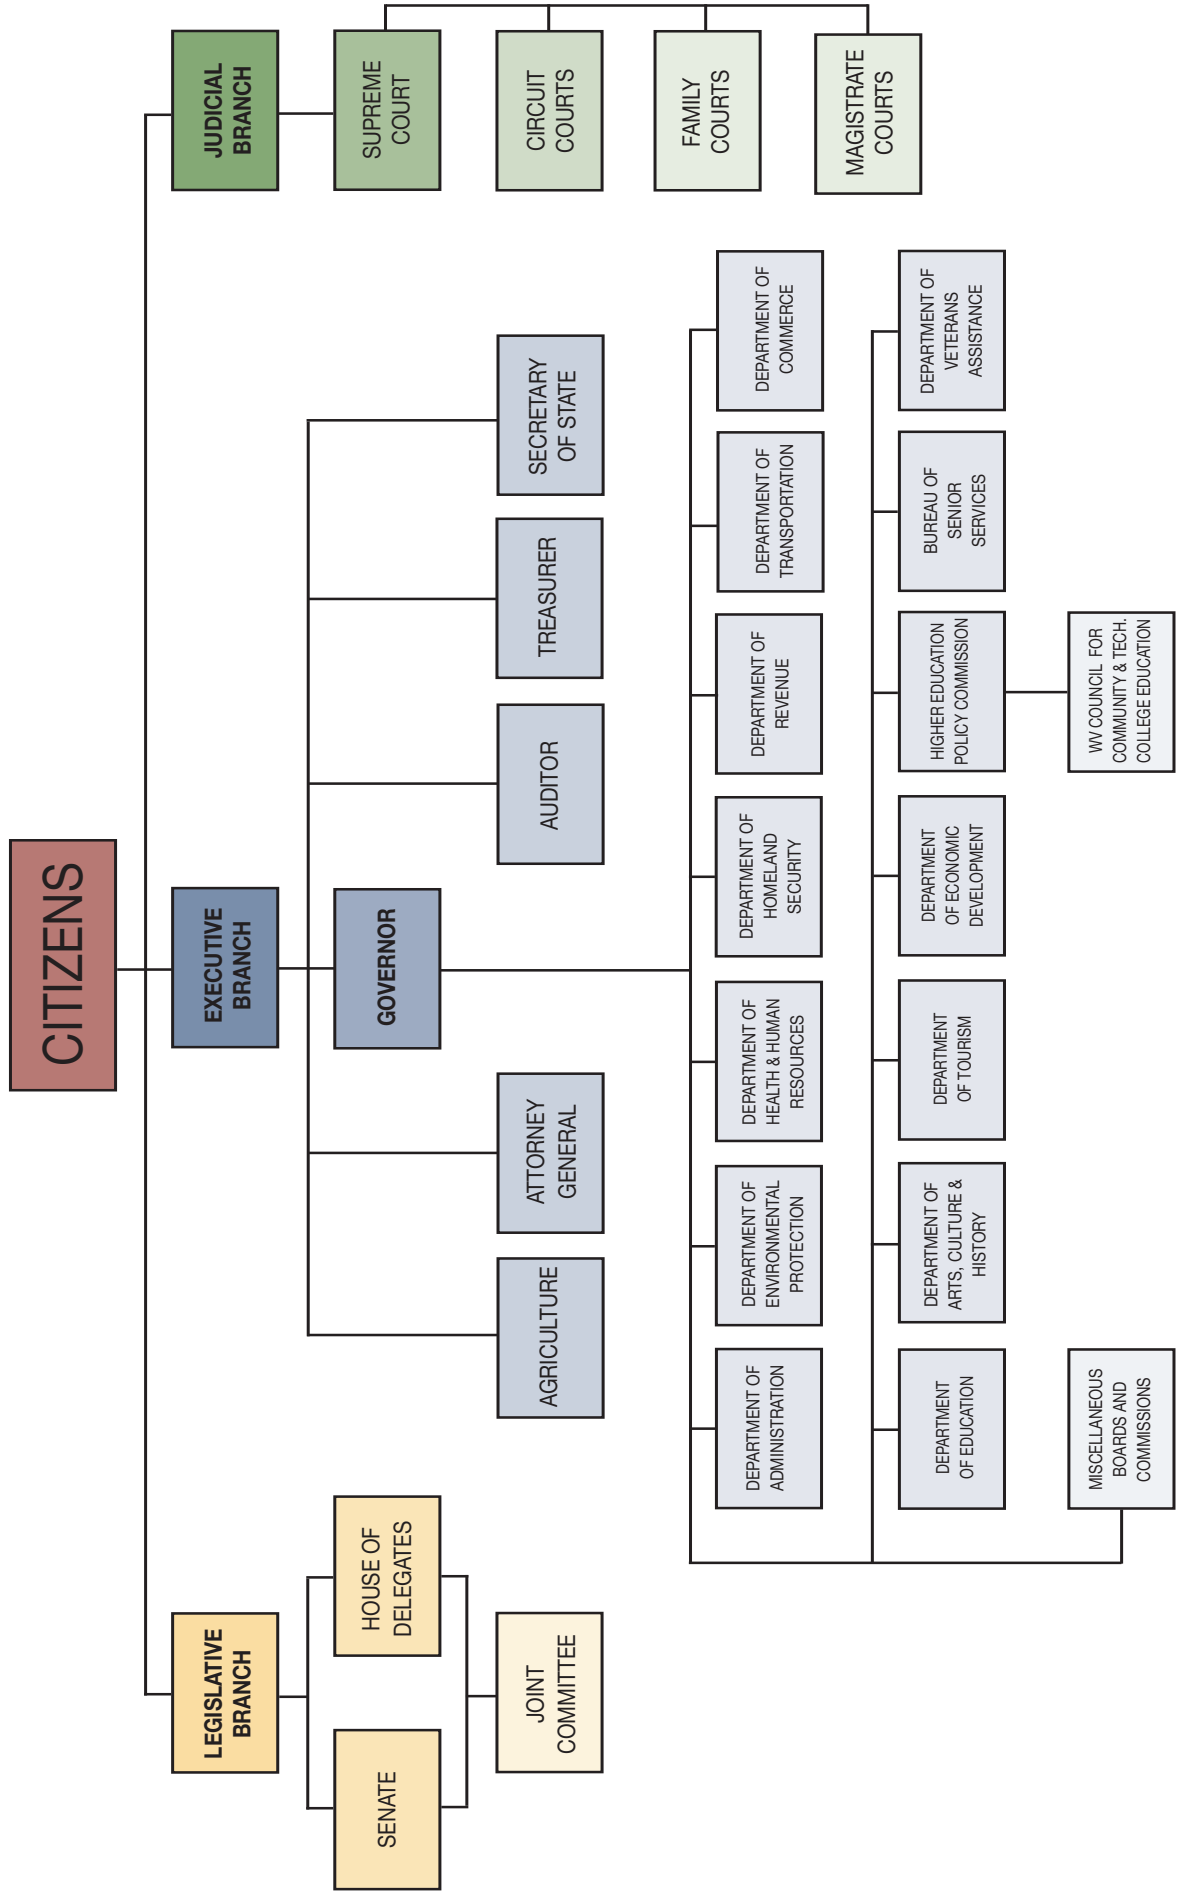 CITIZENS
LEGISLATIVE
BRANCH
EXECUTIVE
BRANCH
JUDICIAL
BRANCH
SENATE
HOUSE OF
DELEGATES
GOVERNOR
SUPREME
COURT
JOINT
COMMITTEE
AGRICULTURE
ATTORNEY
GENERAL
AUDITOR
TREASURER
SECRETARY
OF STATE
CIRCUIT
COURTS
FAMILY
COURTS
MAGISTRATE
COURTS
DEPARTMENT OF
ADMINISTRATION
DEPARTMENT OF
ENVIRONMENTAL
PROTECTION
DEPARTMENT OF
HEALTH & HUMAN
RESOURCES
DEPARTMENT OF
HOMELAND
SECURITY
DEPARTMENT OF
REVENUE
DEPARTMENT OF
TRANSPORTATION
DEPARTMENT OF
COMMERCE
DEPARTMENT
OF EDUCATION
DEPARTMENT OF
ARTS, CULTURE &
HISTORY
DEPARTMENT
OF TOURISM
DEPARTMENT
OF ECONOMIC
DEVELOPMENT
HIGHER EDUCATION
POLICY COMMISSION
BUREAU OF
SENIOR
SERVICES
DEPARTMENT OF
VETERANS
ASSISTANCE
MISCELLANEOUS
BOARDS AND
COMMISSIONS
WV COUNCIL FOR
COMMUNITY & TECH.
COLLEGE EDUCATION